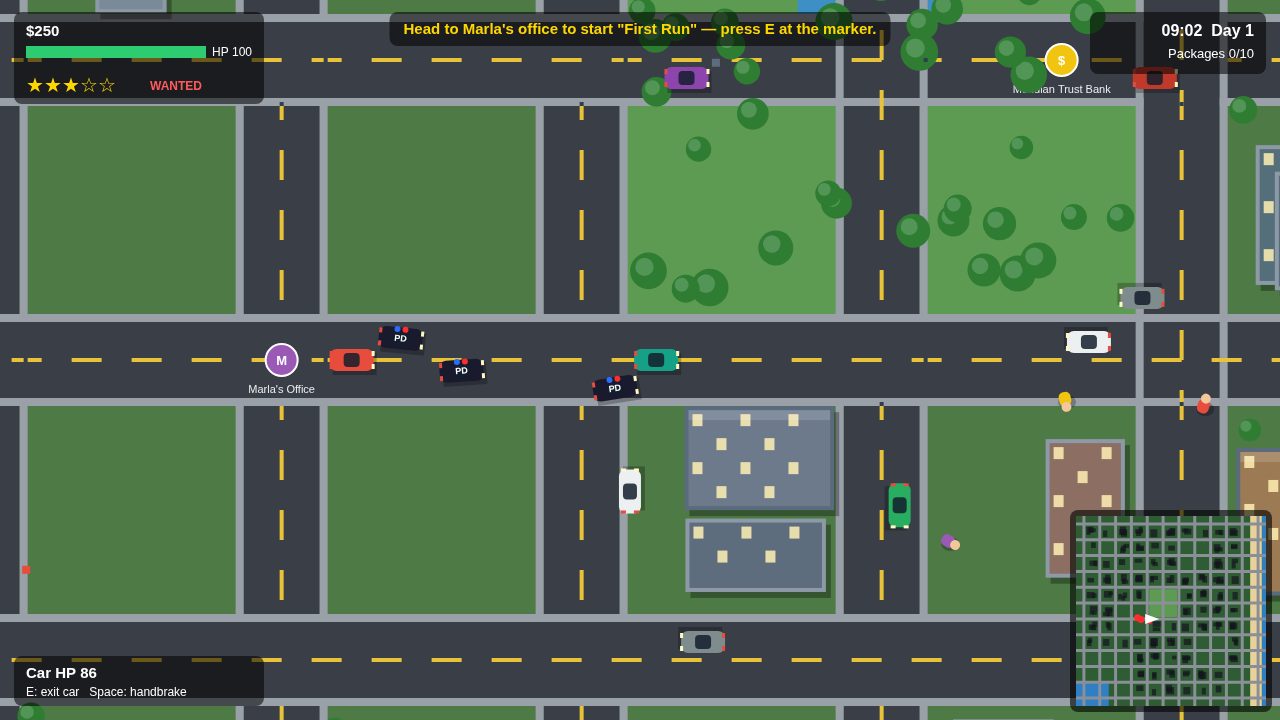 $250
HP 100
★★★☆☆ WANTED
Head to Marla's office to start "First Run" — press E at the marker.
09:02 Day 1
Packages 0/10
$
Meridian Trust Bank
M
Marla's Office
PD
PD
PD
Car HP 86
E: exit car Space: handbrake